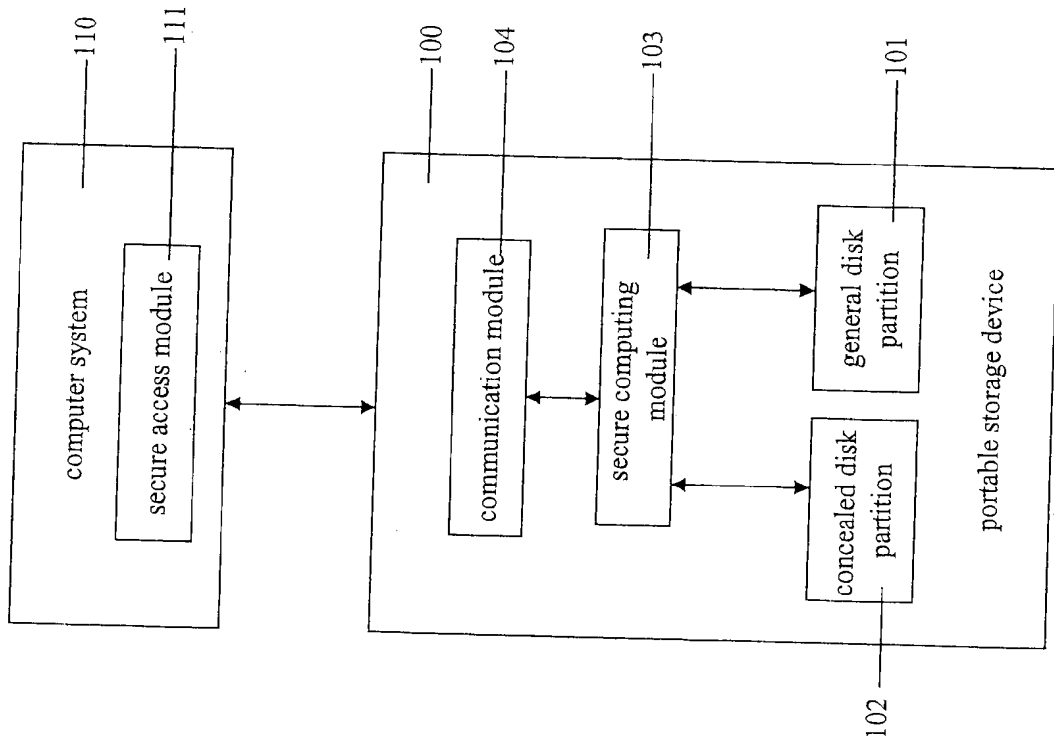 computer system
110
secure access module
111
100
communication module
104
secure computing
module
103
concealed disk
partition
102
general disk
partition
101
portable storage device